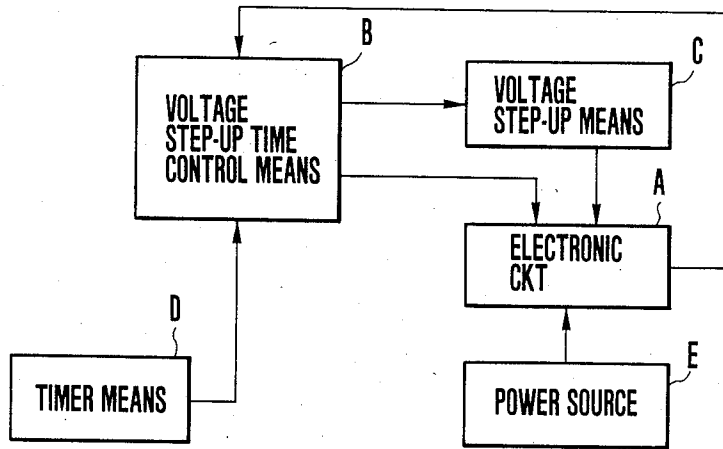 B
VOLTAGE
STEP-UP TIME
CONTROL MEANS
C
VOLTAGE
STEP-UP MEANS
A
ELECTRONIC
CKT
D
TIMER MEANS
E
POWER SOURCE